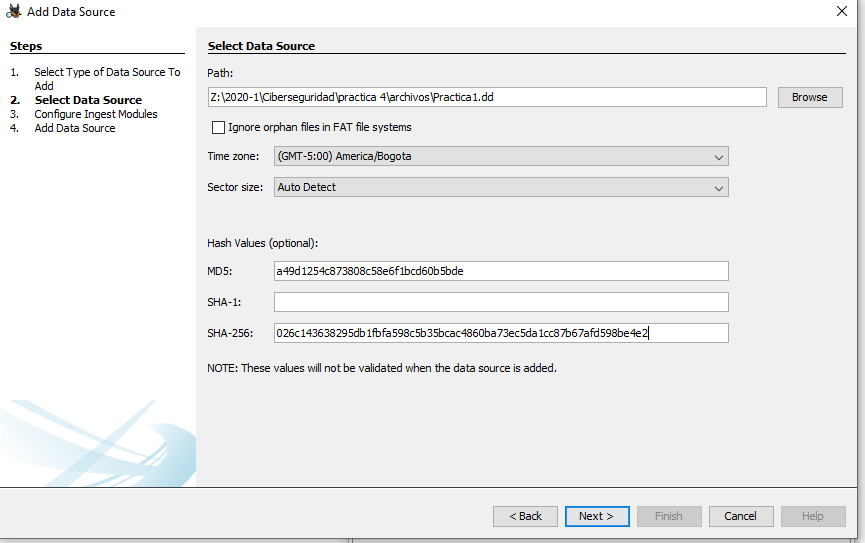 Add Data Source
Steps
1. Select Type of Data Source To
Add
2. Select Data Source
3. Configure Ingest Modules
4. Add Data Source
Select Data Source
Path:
Z:\2020-1\Ciberseguridad\practica 4\archivos\Practica1.dd
Browse
Ignore orphan files in FAT file systems
Time zone: (GMT-5:00) America/Bogota
Sector size: Auto Detect
Hash Values (optional):
MD5: a49d1254c873808c58e6f1bcd60b5bde
SHA-1:
SHA-256: 026c143638295db1fbfa598c5b35bcac4860ba73ec5da1cc87b67afd598be4e2
NOTE: These values will not be validated when the data source is added.
< Back Next > Finish Cancel Help